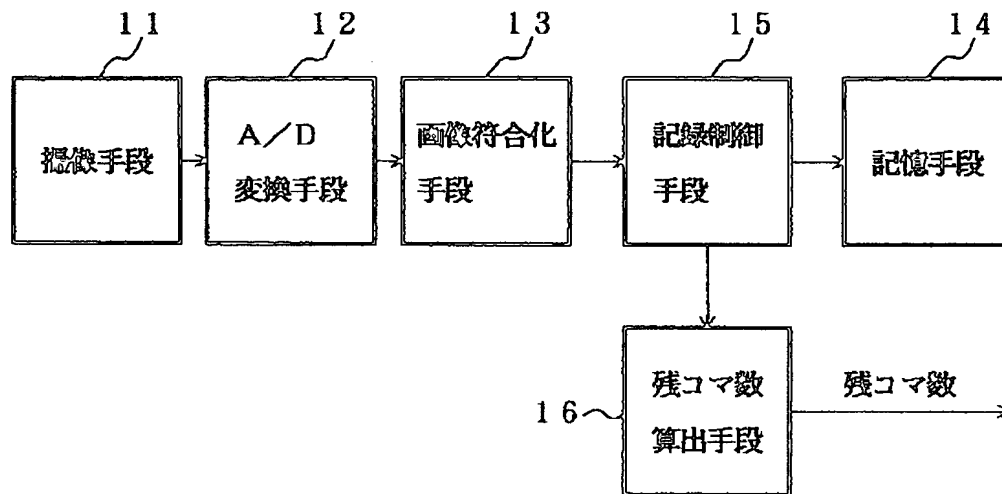 11
12
13
15
14
撮像手段
A/D
変換手段
画像符合化
手段
記録制御
手段
記憶手段
16
残コマ数
算出手段
残コマ数